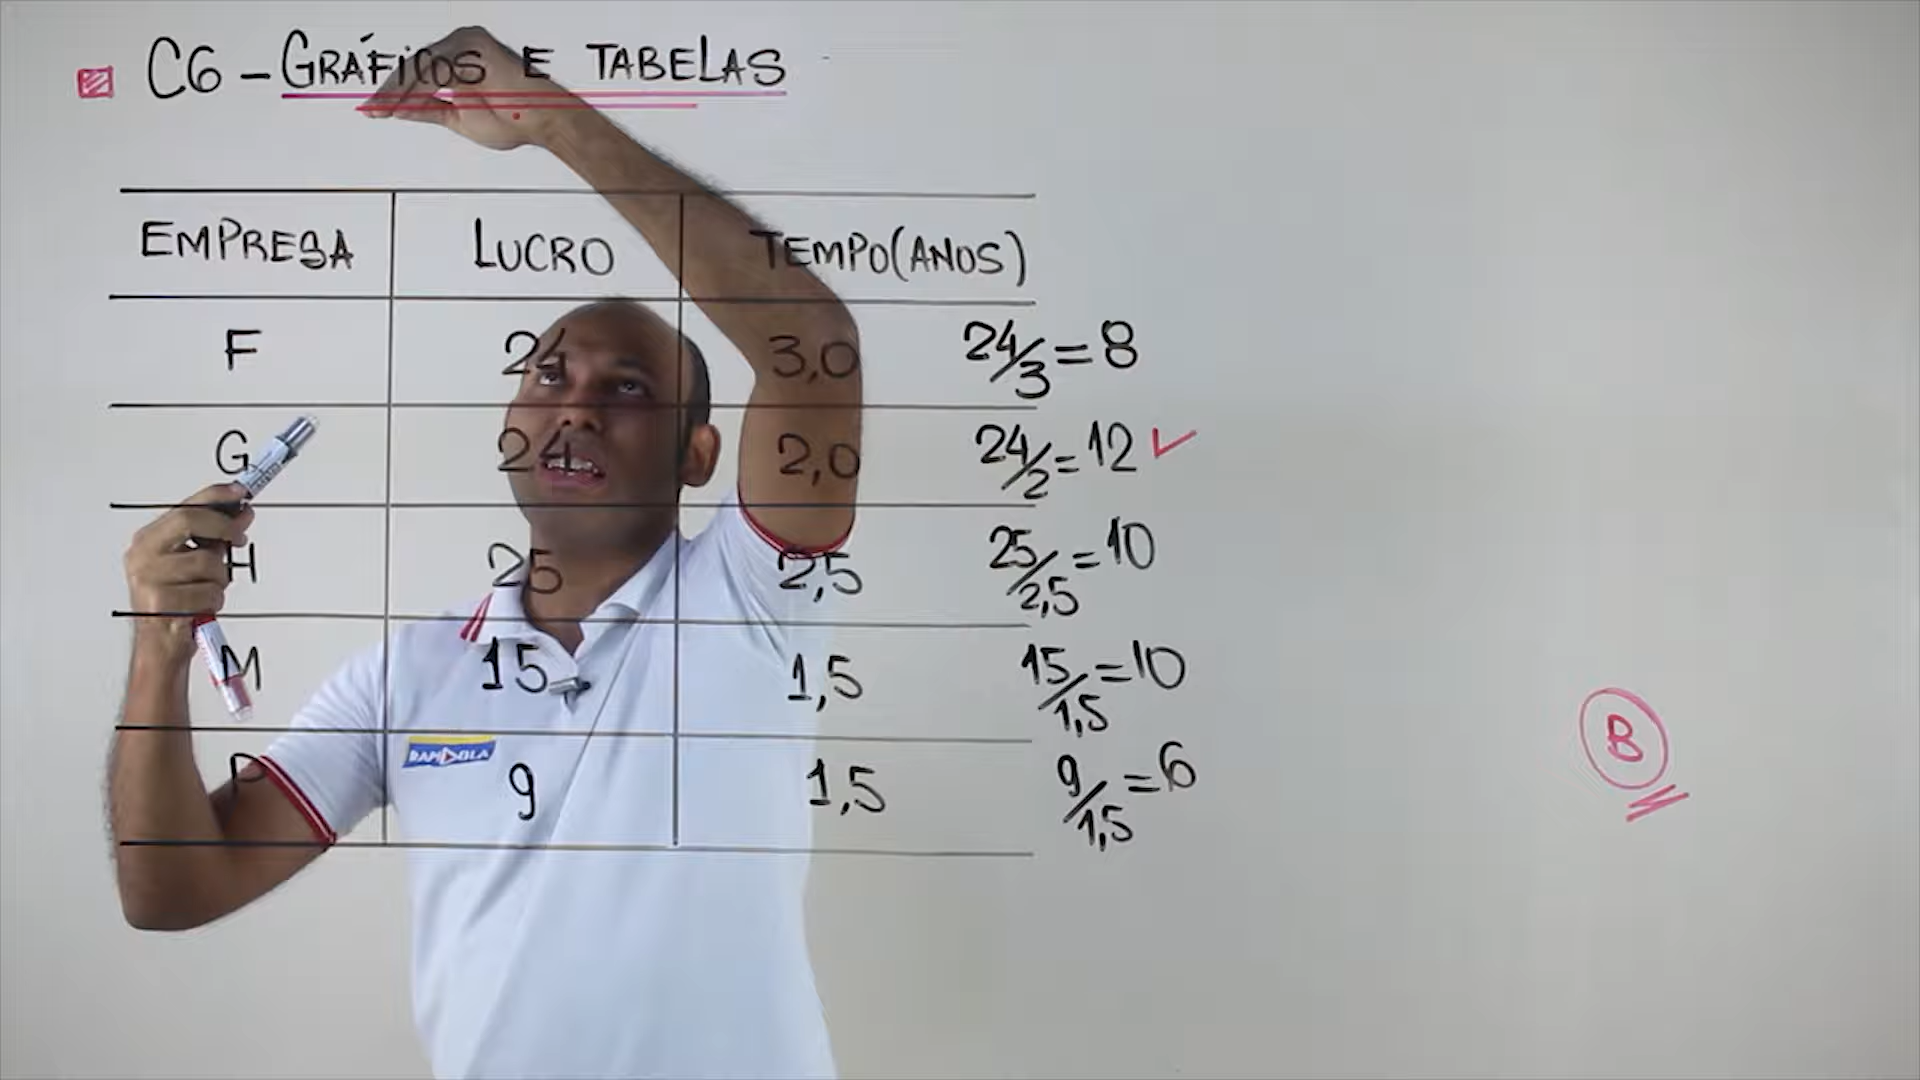 C6 - GRÁFICOS E TABELAS
EMPRESA LUCRO TEMPO(ANOS)
F 24 3,0 24/3 = 8
G 24 2,0 24/2 = 12 ✓
H 25 2,5 25/2,5 = 10
M 15 1,5 15/1,5 = 10
P 9 1,5 9/1,5 = 6
B
RAPIDOLA